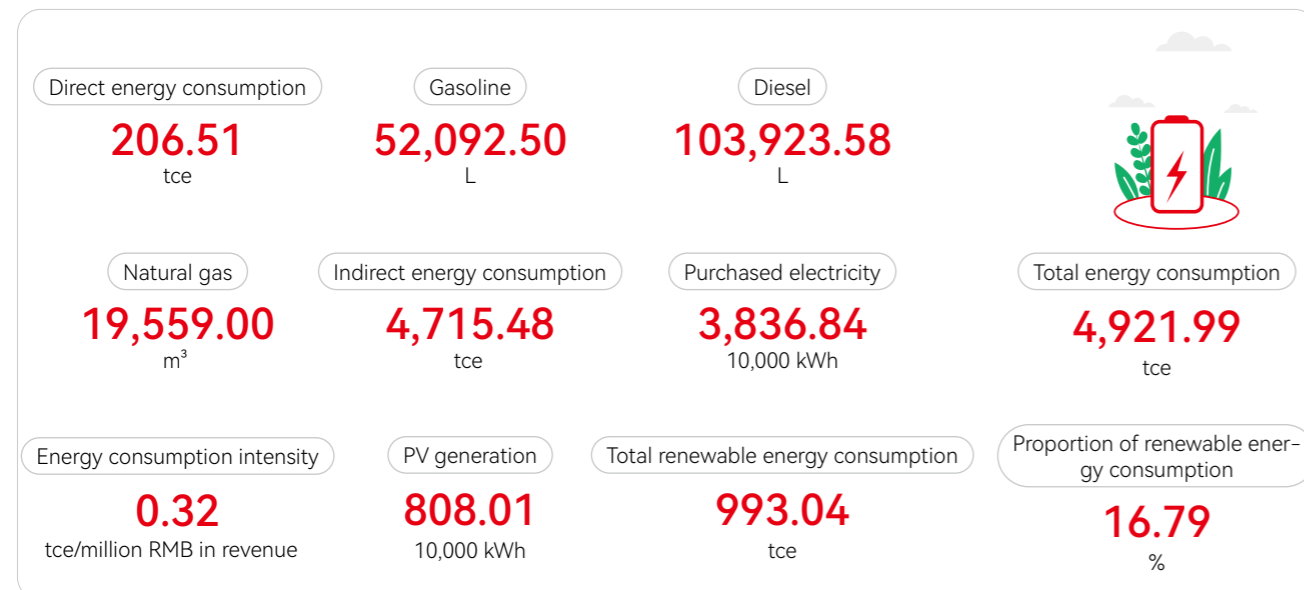 Direct energy consumption
206.51
tce
Gasoline
52,092.50
L
Diesel
103,923.58
L
Natural gas
19,559.00
m³
Indirect energy consumption
4,715.48
tce
Purchased electricity
3,836.84
10,000 kWh
Total energy consumption
4,921.99
tce
Energy consumption intensity
0.32
tce/million RMB in revenue
PV generation
808.01
10,000 kWh
Total renewable energy consumption
993.04
tce
Proportion of renewable ener-
gy consumption
16.79
%